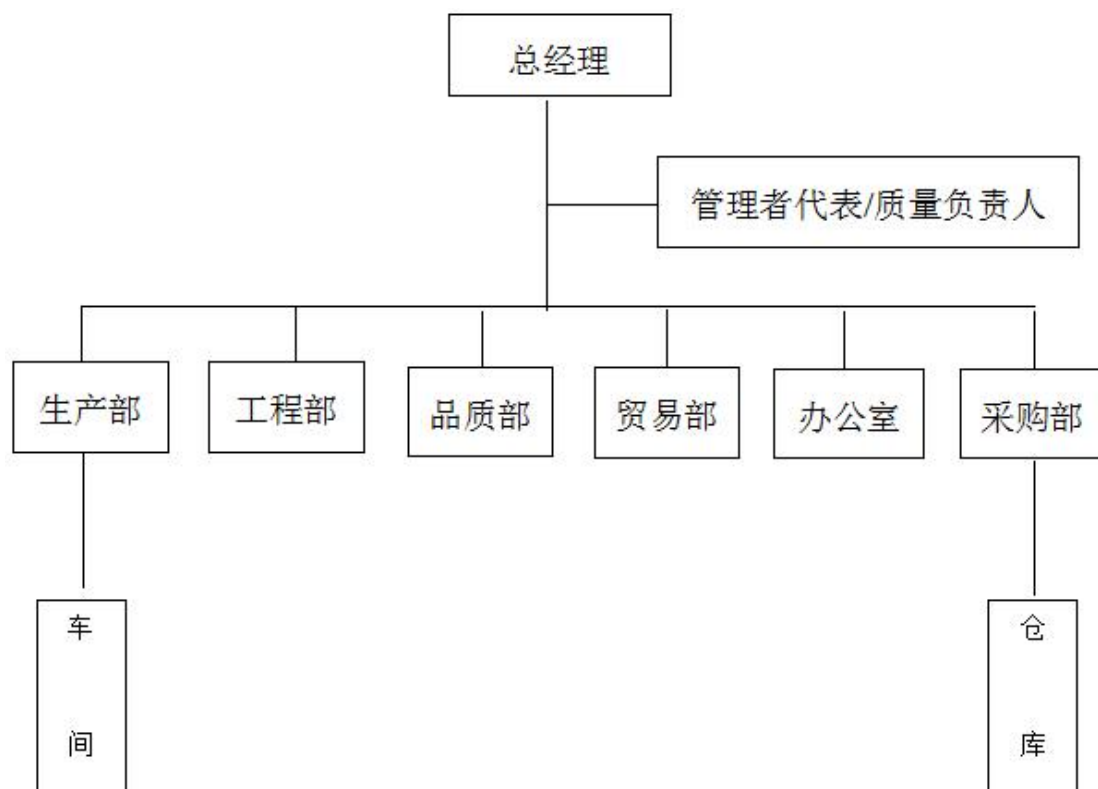 总经理
管理者代表/质量负责人
生产部
工程部
品质部
贸易部
办公室
采购部
车间
仓库